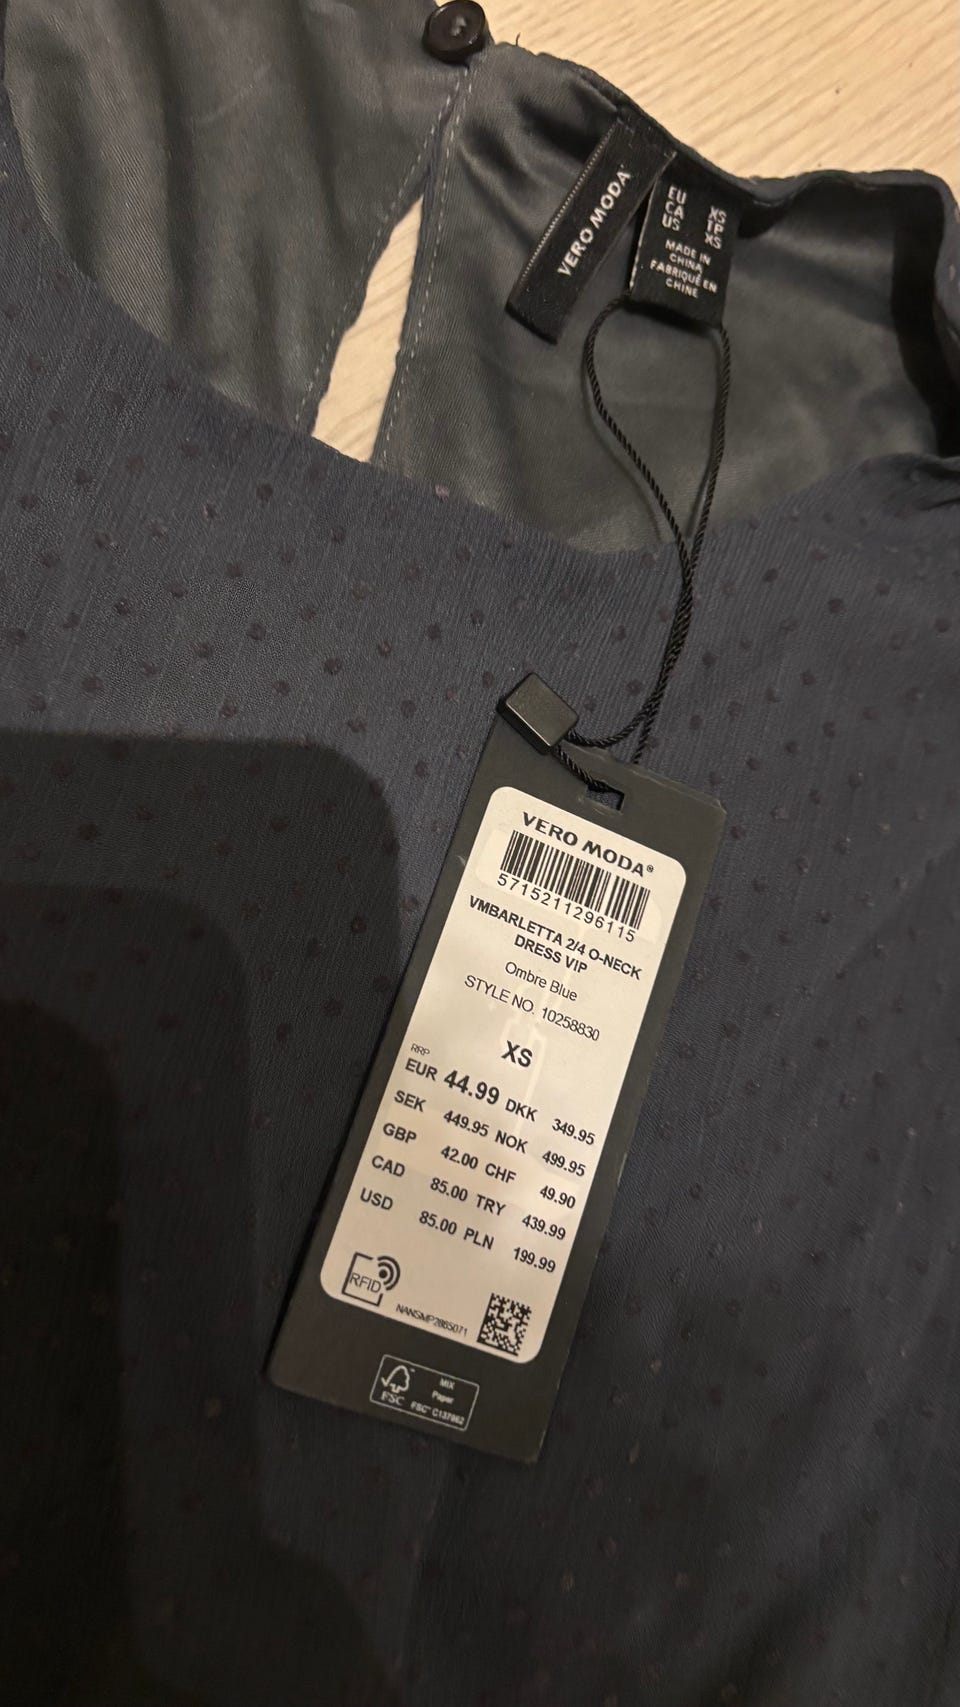 VERO MODA
EU XS
CA TP
US XS
MADE IN
CHINA
FABRIQUÉ EN
CHINE
VERO MODA®
5715211296115
VMBARLETTA 2/4 O-NECK
DRESS VIP
Ombre Blue
STYLE NO. 10258830
XS
RRP
EUR 44.99 DKK 349.95
SEK 449.95 NOK 499.95
GBP 42.00 CHF 49.90
CAD 85.00 TRY 439.99
USD 85.00 PLN 199.99
RFID
NANSMP2865071
FSC™
MIX
Paper
FSC™ C137962